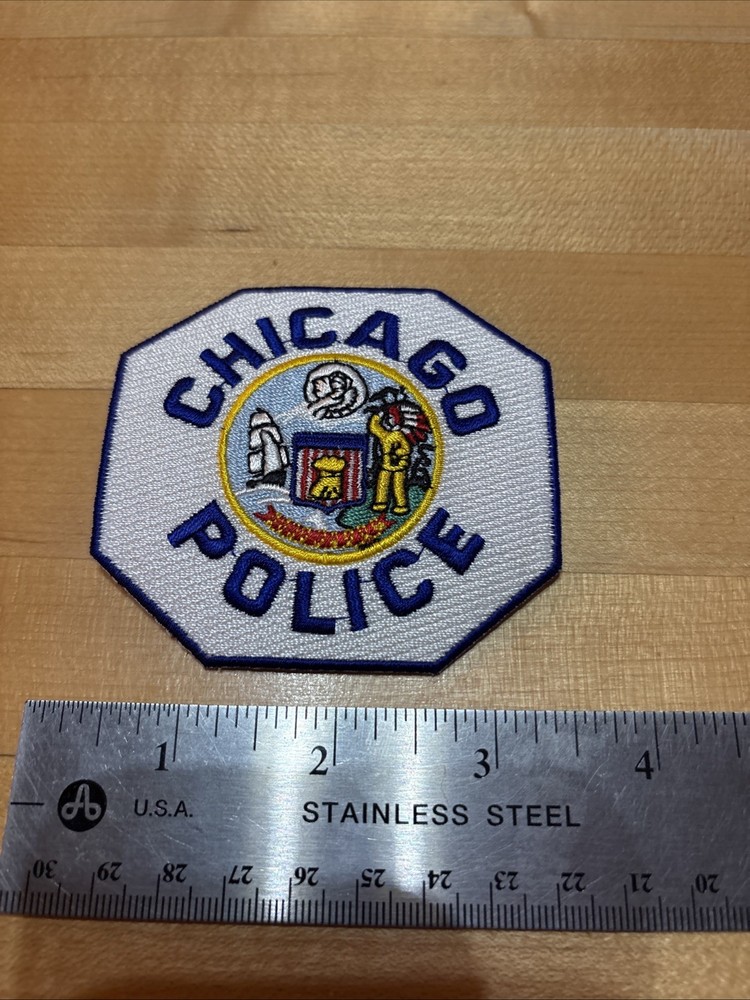 CHICAGO
POLICE
1 2 3 4
U.S.A. STAINLESS STEEL
30 29 28 27 26 25 24 23 22 21 20